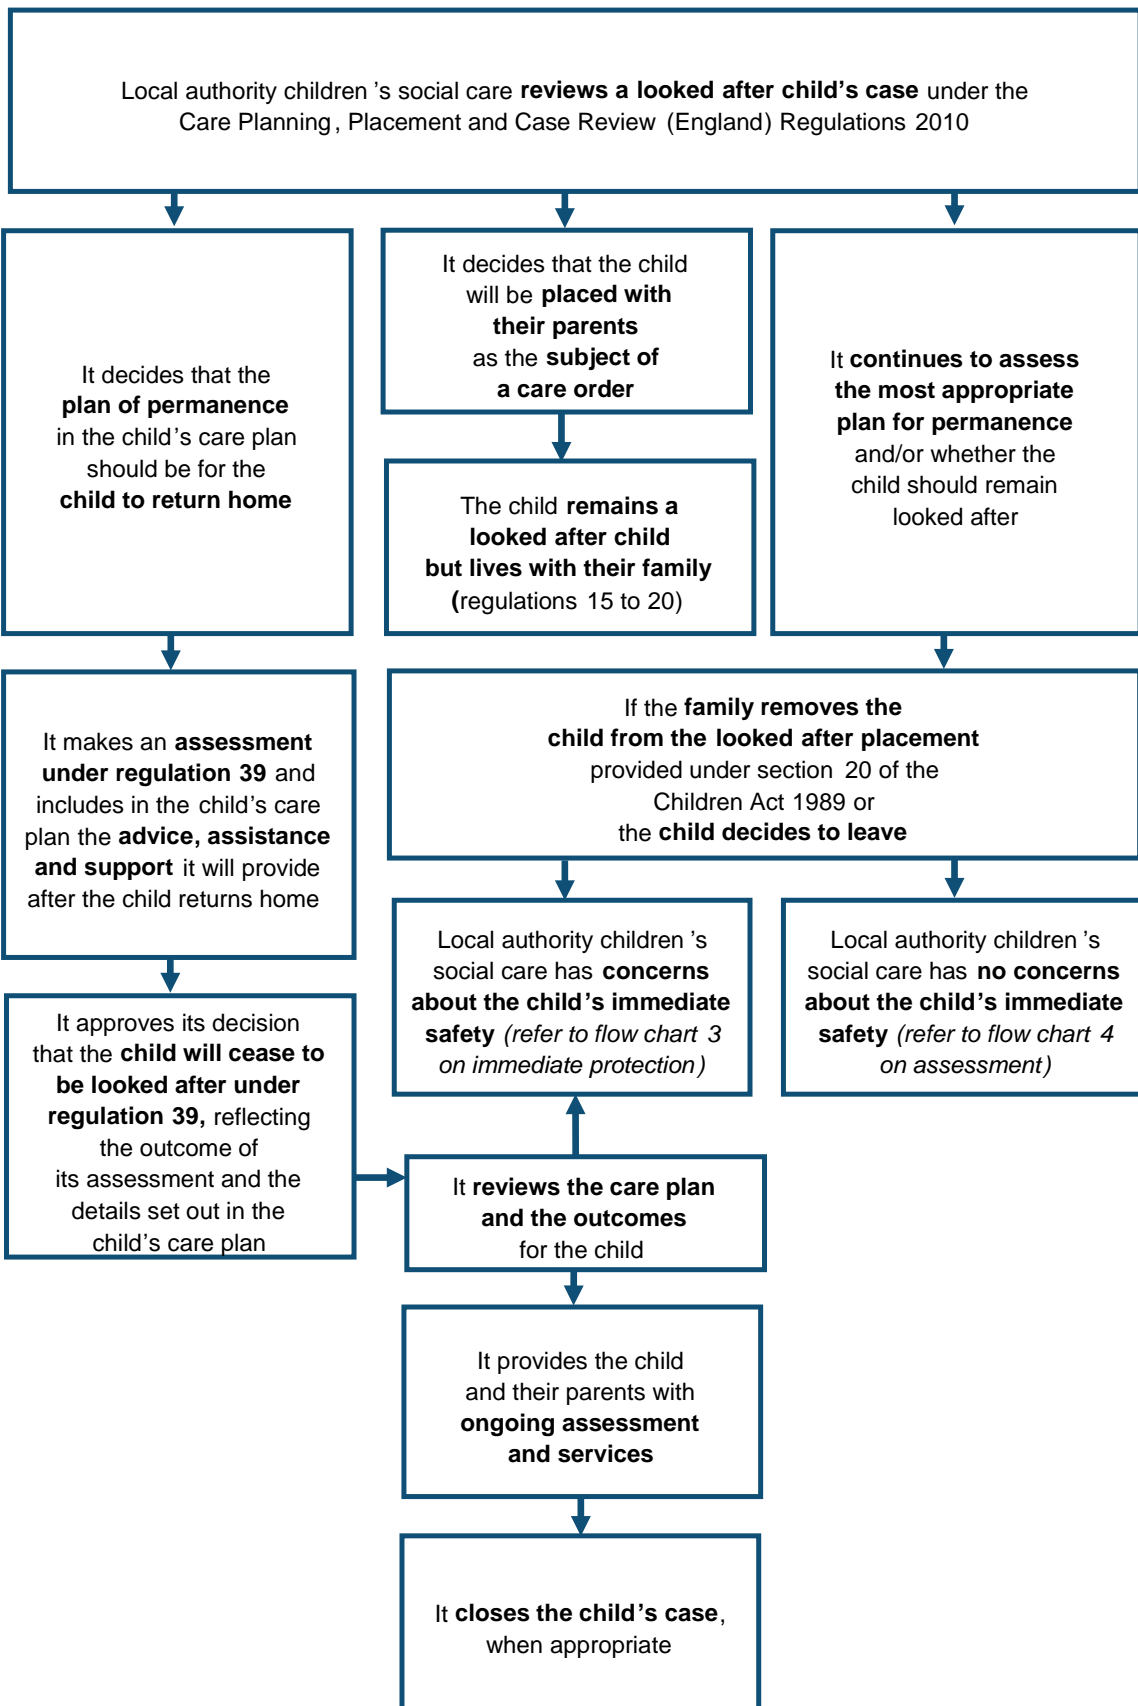 Local authority children 's social care reviews a looked after child's case under the
Care Planning, Placement and Case Review (England) Regulations 2010
It decides that the
plan of permanence
in the child's care plan
should be for the
child to return home
It decides that the child
will be placed with
their parents
as the subject of
a care order
It continues to assess
the most appropriate
plan for permanence
and/or whether the
child should remain
looked after
The child remains a
looked after child
but lives with their family
(regulations 15 to 20)
It makes an assessment
under regulation 39 and
includes in the child's care
plan the advice, assistance
and support it will provide
after the child returns home
If the family removes the
child from the looked after placement
provided under section 20 of the
Children Act 1989 or
the child decides to leave
Local authority children 's
social care has concerns
about the child's immediate
safety (refer to flow chart 3
on immediate protection)
Local authority children 's
social care has no concerns
about the child's immediate
safety (refer to flow chart 4
on assessment)
It approves its decision
that the child will cease to
be looked after under
regulation 39, reflecting
the outcome of
its assessment and the
details set out in the
child's care plan
It reviews the care plan
and the outcomes
for the child
It provides the child
and their parents with
ongoing assessment
and services
It closes the child's case,
when appropriate